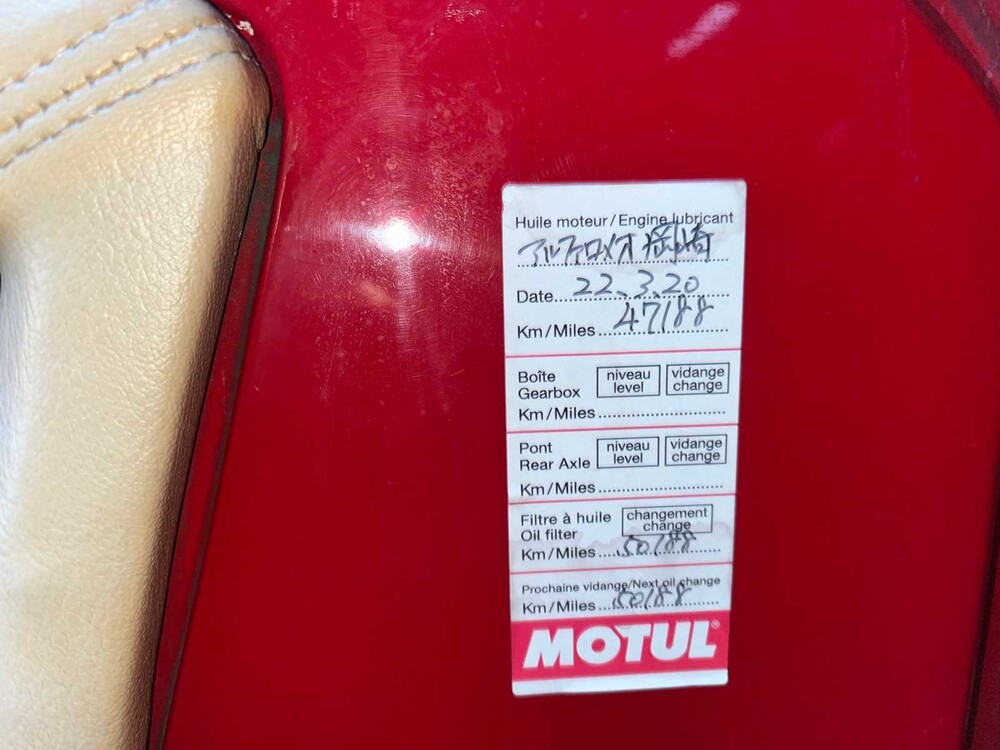 Huile moteur/Engine lubricant
アルファロメオ岡崎
Date....22.3.20
Km/Miles...47188
Boîte
Gearbox
niveau
level
vidange
change
Km/Miles
Pont
Rear Axle
niveau
level
vidange
change
Km/Miles
Filtre à huile
Oil filter
changement
change
Km/Miles....50188
Prochaine vidange/Next oil change
Km/Miles...50188
MOTUL®